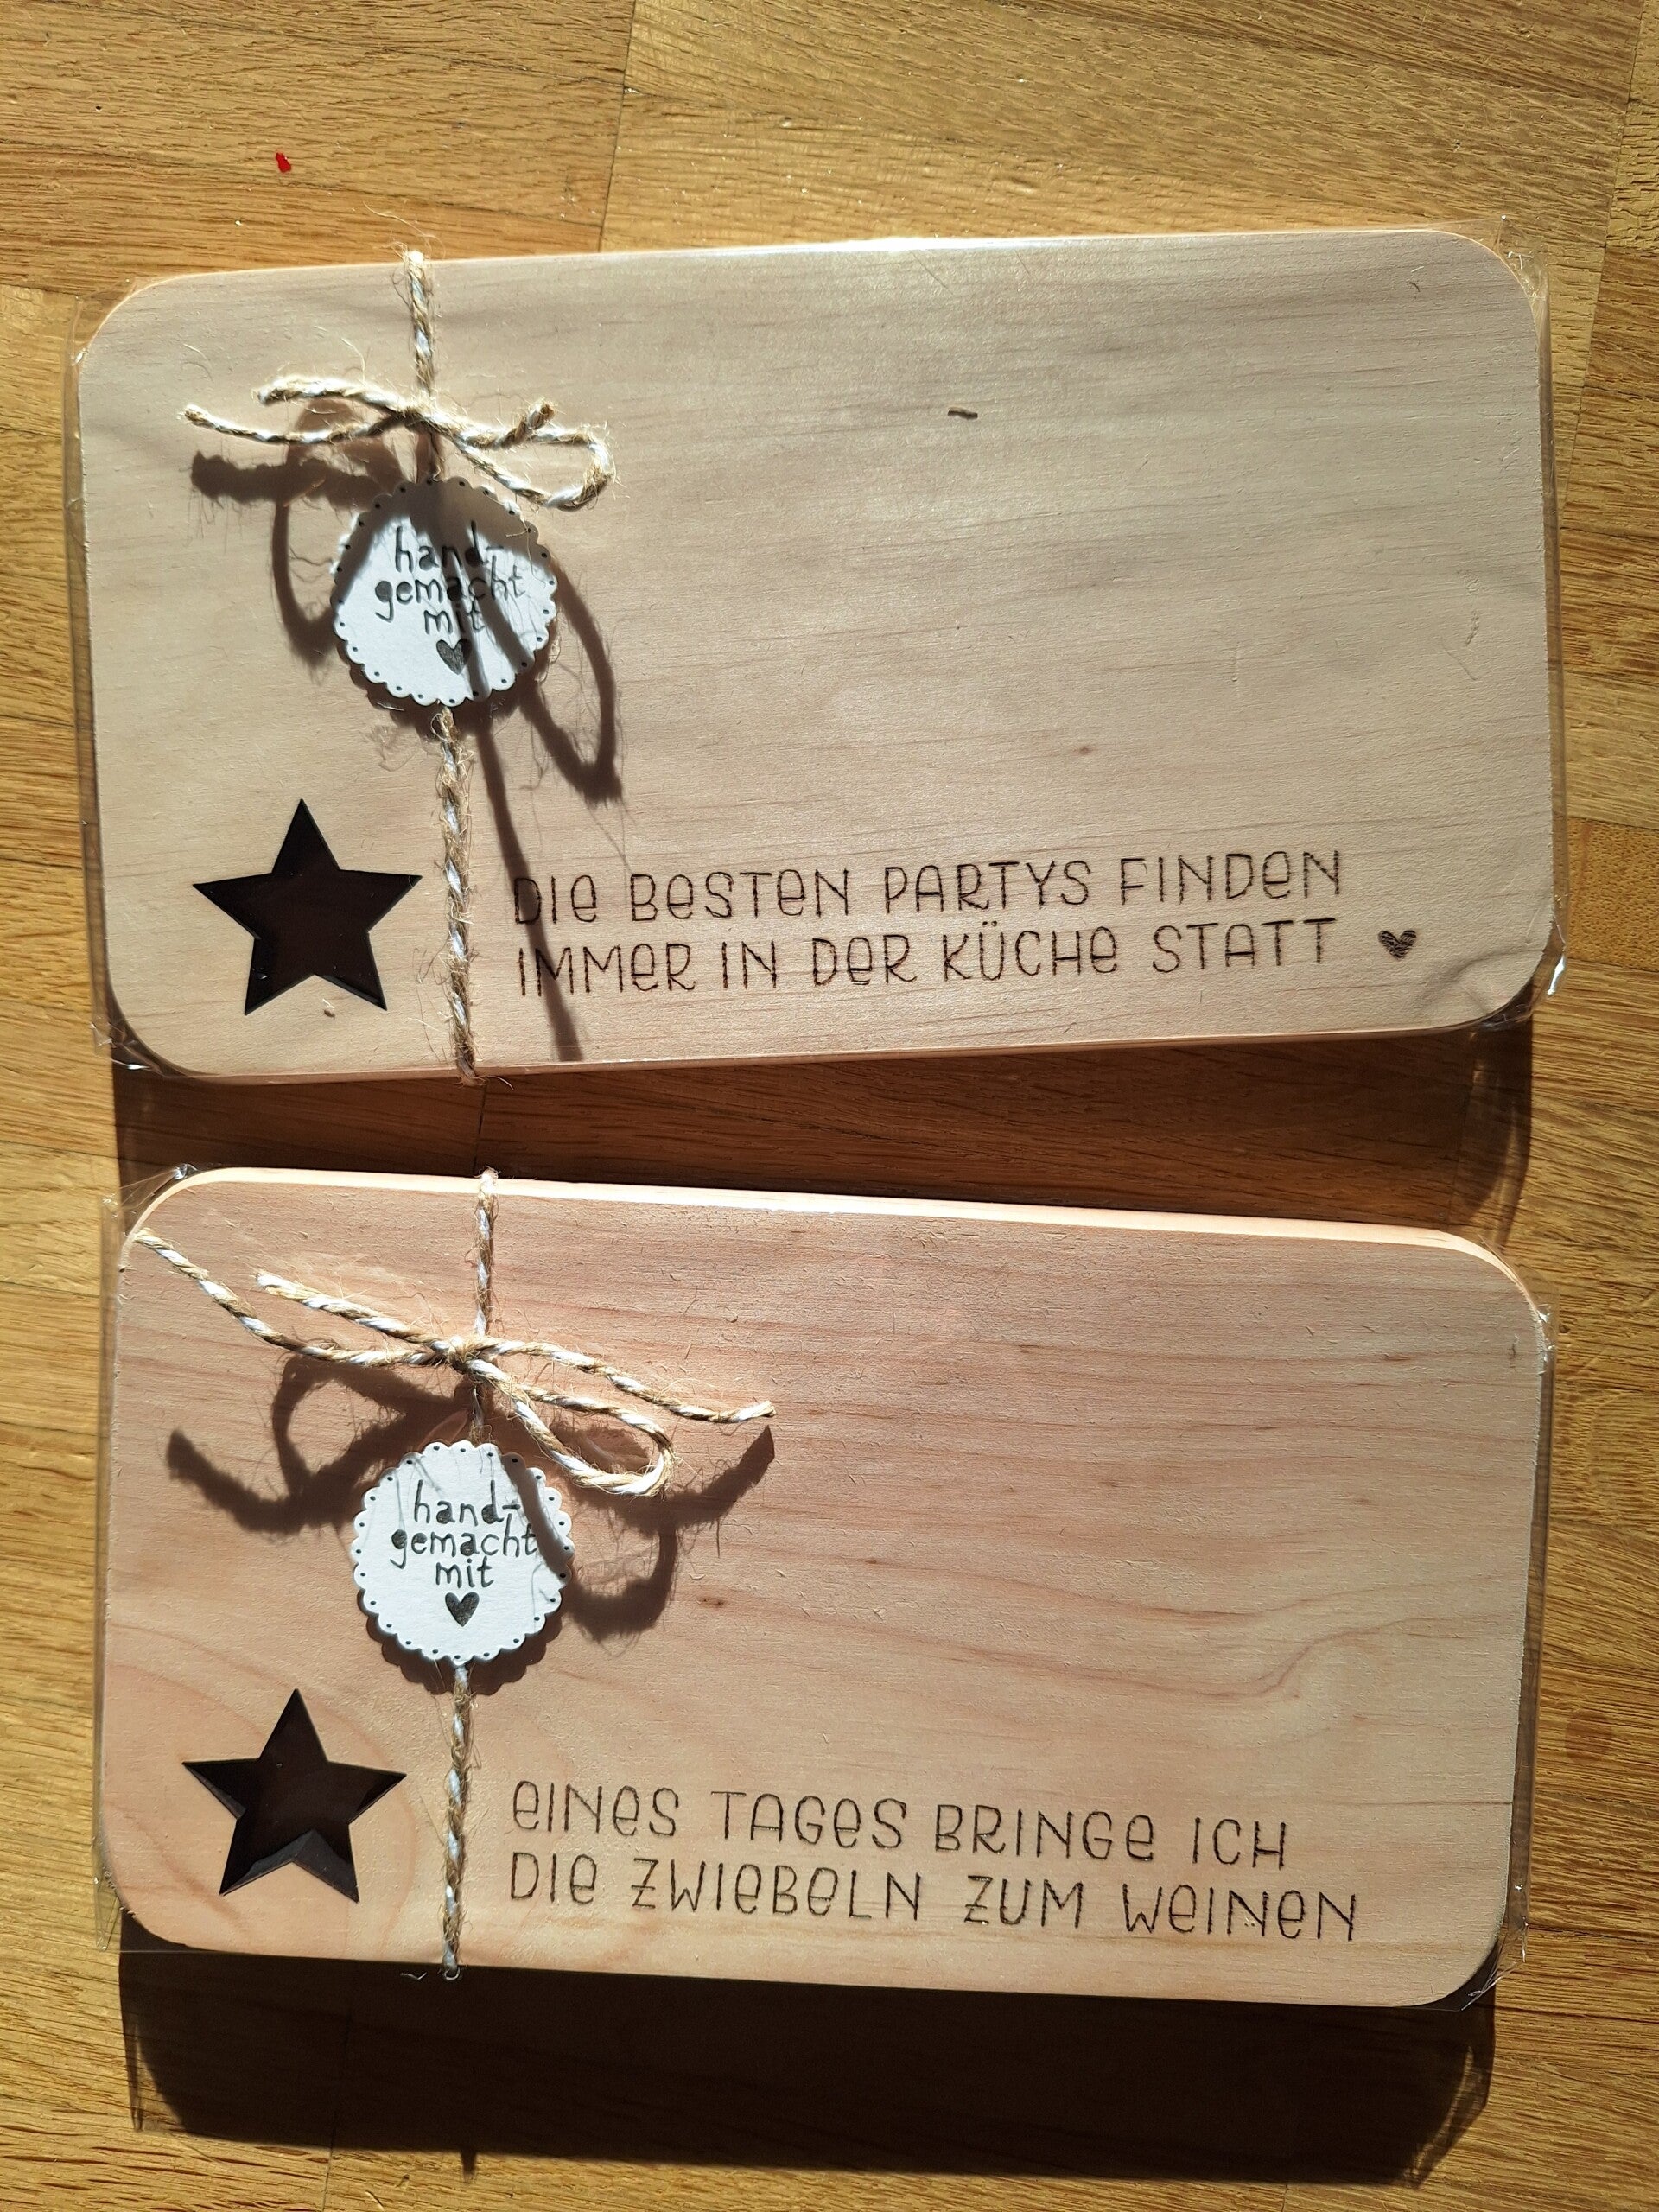 hand-
gemacht
mit
DIE BESTEN PARTYS FINDEN
IMMER IN DER KÜCHE STATT
hand-
gemacht
mit
EINES TAGES BRINGE ICH
DIE ZWIEBELN ZUM WEINEN